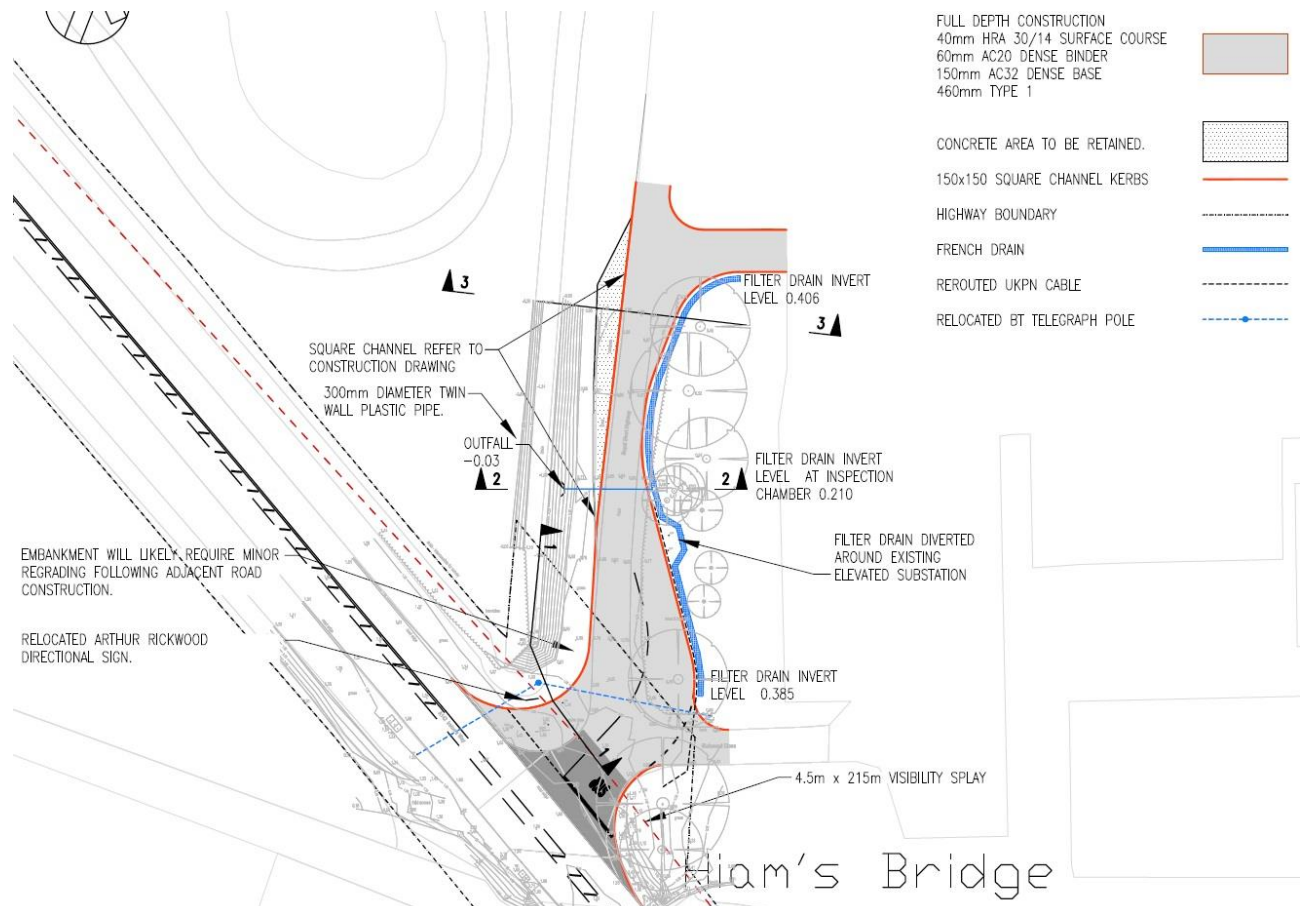 FULL DEPTH CONSTRUCTION
40mm HRA 30/14 SURFACE COURSE
60mm AC20 DENSE BINDER
150mm AC32 DENSE BASE
460mm TYPE 1
CONCRETE AREA TO BE RETAINED.
150x150 SQUARE CHANNEL KERBS
HIGHWAY BOUNDARY
FRENCH DRAIN
REROUTED UKPN CABLE
RELOCATED BT TELEGRAPH POLE
3
FILTER DRAIN INVERT
LEVEL 0.406
3
SQUARE CHANNEL REFER TO
CONSTRUCTION DRAWING
300mm DIAMETER TWIN
WALL PLASTIC PIPE.
OUTFALL
-0.03
2
2
FILTER DRAIN INVERT
LEVEL AT INSPECTION
CHAMBER 0.210
FILTER DRAIN DIVERTED
AROUND EXISTING
ELEVATED SUBSTATION
1
EMBANKMENT WILL LIKELY REQUIRE MINOR
REGRADING FOLLOWING ADJACENT ROAD
CONSTRUCTION.
RELOCATED ARTHUR RICKWOOD
DIRECTIONAL SIGN.
FILTER DRAIN INVERT
LEVEL 0.385
1
4.5m x 215m VISIBILITY SPLAY
Hiam's Bridge